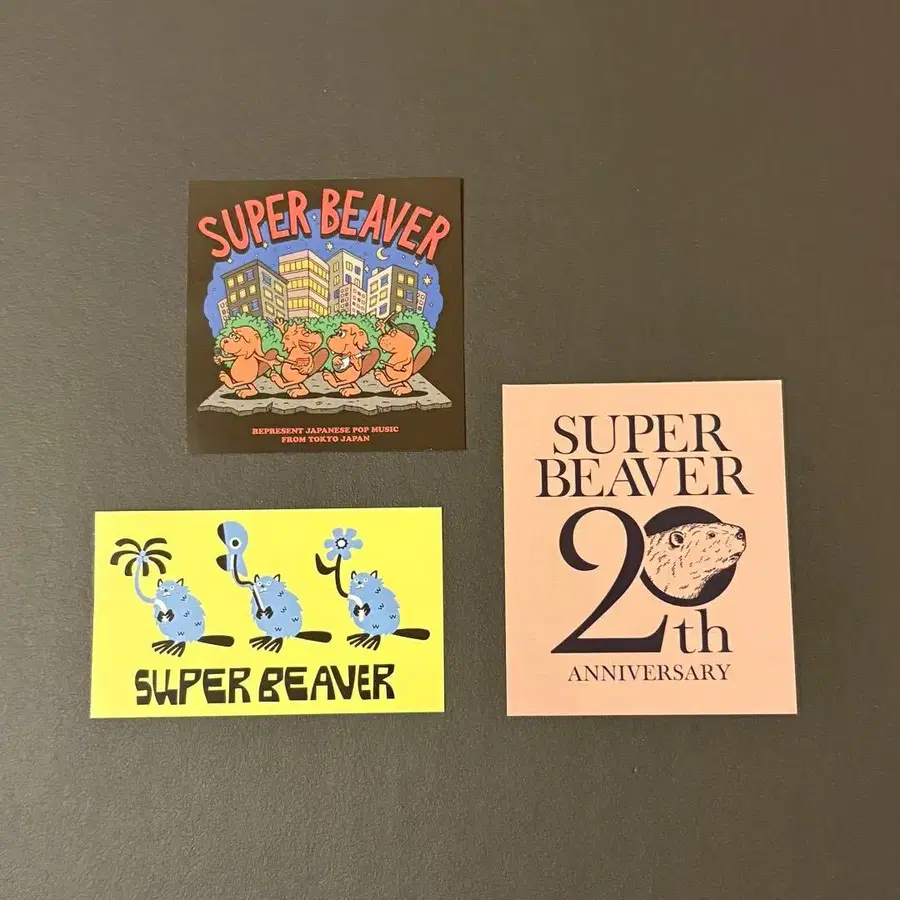 SUPER BEAVER
REPRESENT JAPANESE POP MUSIC
FROM TOKYO JAPAN
SUPER BEAVER
SUPER
BEAVER
20th
ANNIVERSARY